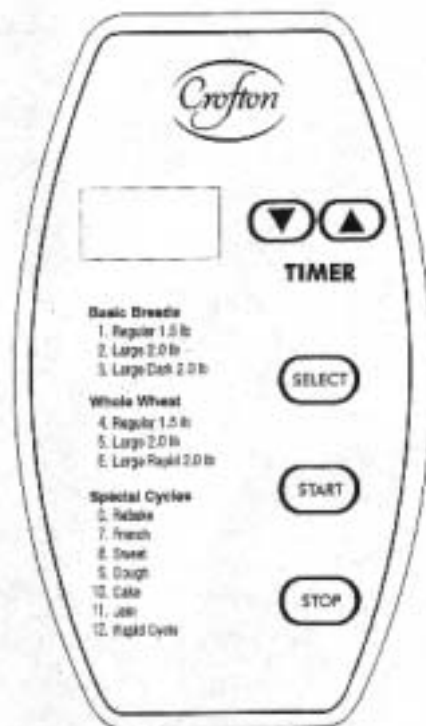 Crofton
TIMER
Basic Breads
1. Regular 1.5 lb
2. Large 2.0 lb
3. Large Dark 2.0 lb
SELECT
Whole Wheat
4. Regular 1.5 lb
5. Large 2.0 lb
6. Large Rapid 2.0 lb
START
Special Cycles
6. Rebake
7. French
8. Sweet
9. Dough
10. Cake
11. Jam
12. Rapid Cycle
STOP